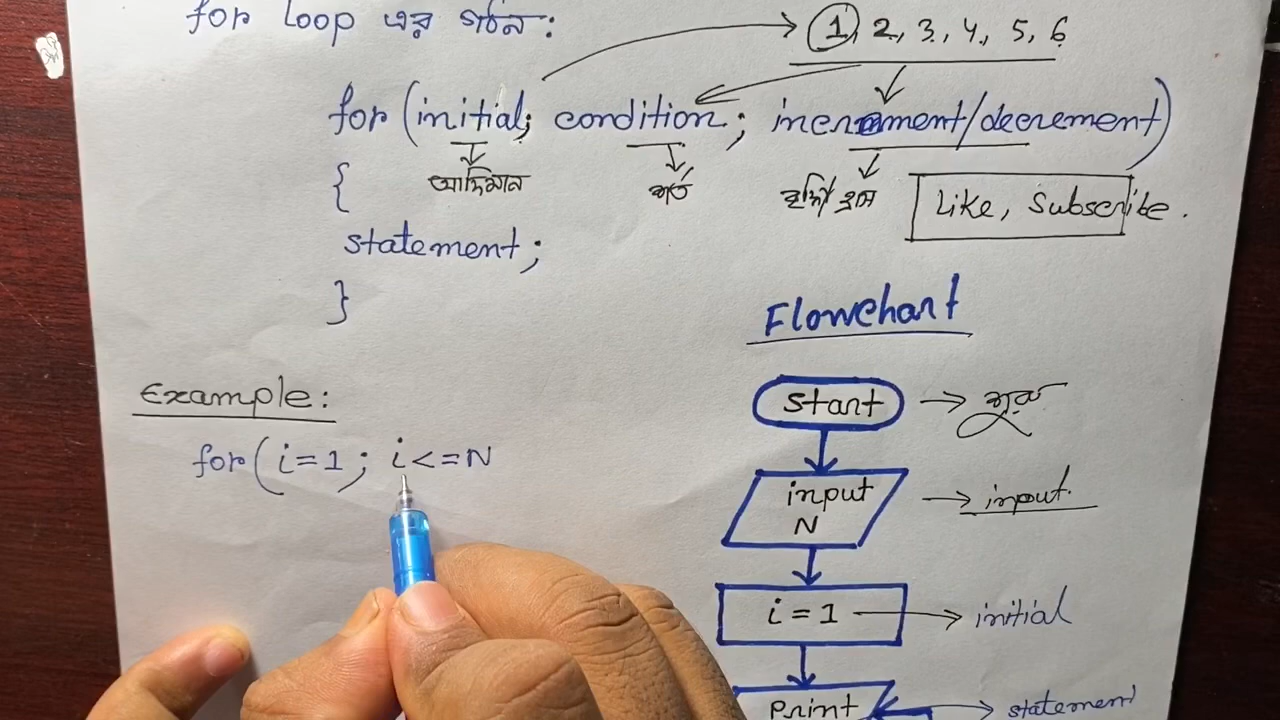 for Loop এর গঠন:
1, 2, 3, 4, 5, 6
for (initial; condition; increment/decrement)
আদিমান
শর্ত
বৃদ্ধি/হ্রাস
{
Like, Subscribe.
statement;
}
Flowchart
Example:
start
শুরু
for(i=1; i<=N
input
N
input.
i=1
initial
Print
statement